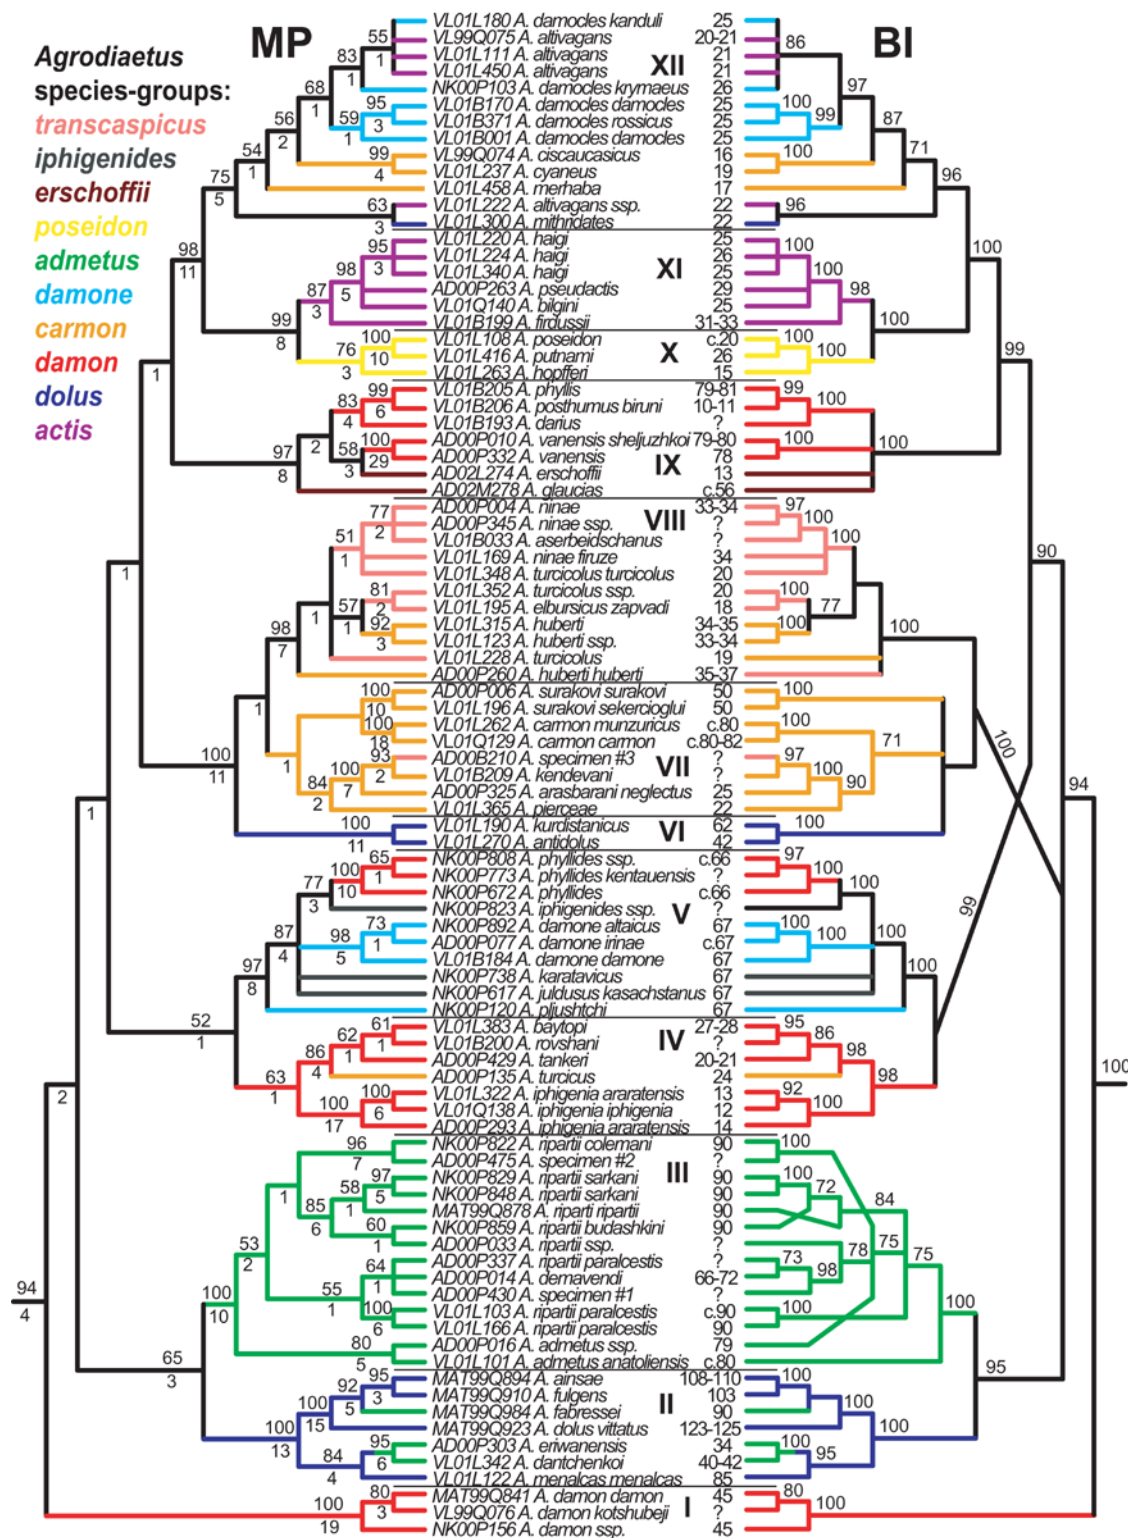 MP
BI
Agrodiaetus
species-groups:
transcaspicus
iphigenides
erschoffii
poseidon
admetus
damone
carmon
damon
dolus
actis
VL01L180 A. damocles kanduli 25
VL99Q075 A. altivagans 20-21
VL01L111 A. altivagans 21
VL01L450 A. altivagans 21
XII
NK00P103 A. damocles krymaeus 26
VL01B170 A. damocles damocles 25
VL01B371 A. damocles rossicus 25
VL01B001 A. damocles damocles 25
VL99Q074 A. ciscaucasicus 16
VL01L237 A. cyaneus 19
VL01L458 A. merhaba 17
VL01L222 A. altivagans ssp. 22
VL01L300 A. mithridates 22
VL01L220 A. haigi 25
VL01L224 A. haigi 26
XI
VL01L340 A. haigi 25
AD00P263 A. pseudactis 29
VL01Q140 A. bilgini 25
VL01B199 A. firdussii 31-33
VL01L108 A. poseidon c.20
X
VL01L416 A. putnami 26
VL01L263 A. hopfferi 15
VL01B205 A. phyllis 79-81
VL01B206 A. posthumus biruni 10-11
VL01B193 A. darius ?
AD00P010 A. vanensis sheljuzhkoi 79-80
AD00P332 A. vanensis 78
IX
AD02L274 A. erschoffii 13
AD02M278 A. glaucias c.56
AD00P004 A. ninae 33-34
VIII
AD00P345 A. ninae ssp. ?
VL01B033 A. aserbeidschanus ?
VL01L169 A. ninae firuze 34
VL01L348 A. turcicolus turcicolus 20
VL01L352 A. turcicolus ssp. 20
VL01L195 A. elbursicus zapvadi 18
VL01L315 A. huberti 34-35
VL01L123 A. huberti ssp. 33-34
VL01L228 A. turcicolus 19
AD00P260 A. huberti huberti 35-37
AD00P006 A. surakovi surakovi 50
VL01L196 A. surakovi sekercioglui 50
VL01L262 A. carmon munzuricus c.80
VL01Q129 A. carmon carmon c.80-82
AD00B210 A. specimen #3 ?
VII
VL01B209 A. kendevani ?
AD00P325 A. arasbarani neglectus 25
VL01L365 A. pierceae 22
VL01L190 A. kurdistanicus 62
VI
VL01L270 A. antidolus 42
NK00P808 A. phyllides ssp. c.66
NK00P773 A. phyllides kentauensis ?
NK00P672 A. phyllides c.66
NK00P823 A. iphigenides ssp. ?
V
NK00P892 A. damone altaicus 67
AD00P077 A. damone irinae c.67
VL01B184 A. damone damone 67
NK00P738 A. karatavicus 67
NK00P617 A. juldusus kasachstanus 67
NK00P120 A. pljushtchi 67
VL01L383 A. baytopi 27-28
IV
VL01B200 A. rovshani ?
AD00P429 A. tankeri 20-21
AD00P135 A. turcicus 24
VL01L322 A. iphigenia araratensis 13
VL01Q138 A. iphigenia iphigenia 12
AD00P293 A. iphigenia araratensis 14
NK00P822 A. ripartii colemani 90
AD00P475 A. specimen #2 ?
III
NK00P829 A. ripartii sarkani 90
NK00P848 A. ripartii sarkani 90
MAT99Q878 A. riparti ripartii 90
NK00P859 A. ripartii budashkini 90
AD00P033 A. ripartii ssp. ?
AD00P337 A. ripartii paralcestis ?
AD00P014 A. demavendi 66-72
AD00P430 A. specimen #1 ?
VL01L103 A. ripartii paralcestis c.90
VL01L166 A. ripartii paralcestis 90
AD00P016 A. admetus ssp. 79
VL01L101 A. admetus anatoliensis c.80
MAT99Q894 A. ainsae 108-110
MAT99Q910 A. fulgens 103
II
MAT99Q984 A. fabressei 90
MAT99Q923 A. dolus vittatus 123-125
AD00P303 A. eriwanensis 34
VL01L342 A. dantchenkoi 40-42
VL01L122 A. menalcas menalcas 85
MAT99Q841 A. damon damon 45
I
VL99Q076 A. damon kotshubeji ?
NK00P156 A. damon ssp. 45